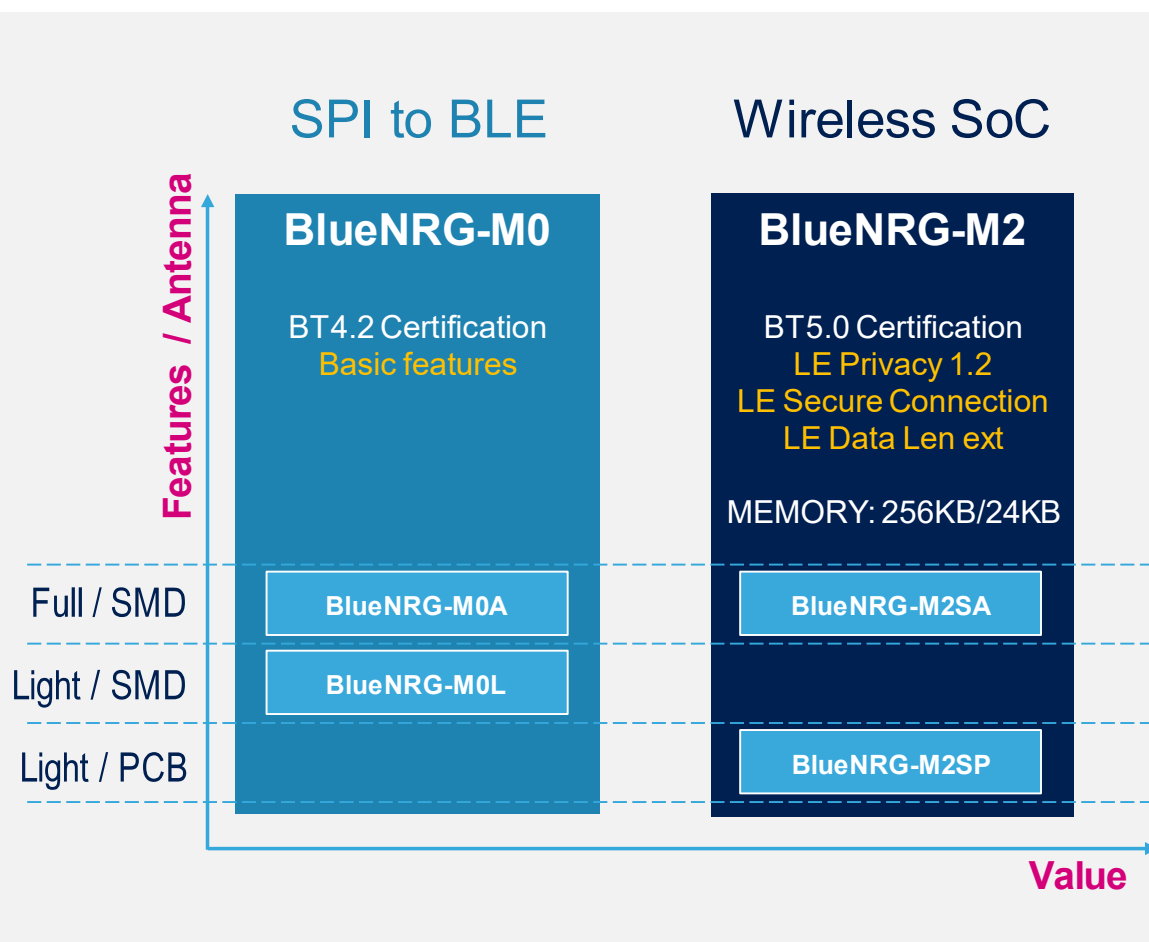 SPI to BLE
Wireless SoC
Features / Antenna
BlueNRG-M0
BT4.2 Certification
Basic features
BlueNRG-M2
BT5.0 Certification
LE Privacy 1.2
LE Secure Connection
LE Data Len ext
MEMORY: 256KB/24KB
Full / SMD
BlueNRG-M0A
BlueNRG-M2SA
Light / SMD
BlueNRG-M0L
Light / PCB
BlueNRG-M2SP
Value